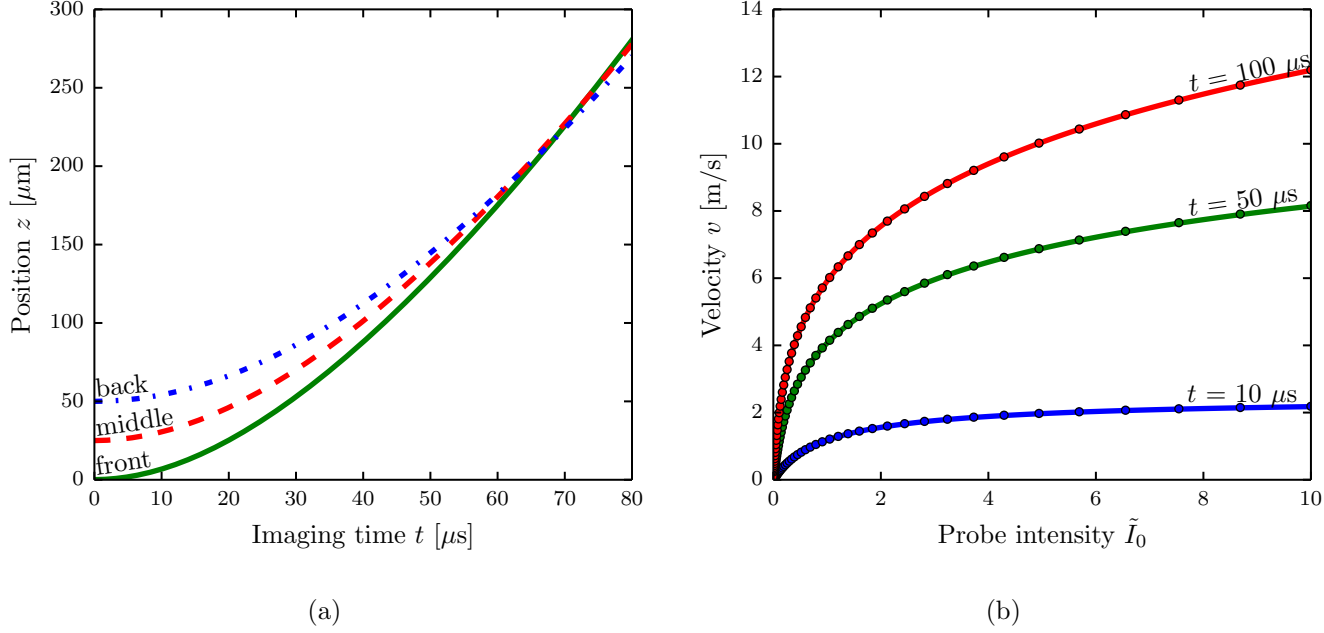 300
250
200
150
100
50
0
Position z [μm]
back
middle
front
0 10 20 30 40 50 60 70 80
Imaging time t [μs]
(a)
14
12
10
8
6
4
2
0
Velocity v [m/s]
t = 100 μs
t = 50 μs
t = 10 μs
0 2 4 6 8 10
Probe intensity Ĩ₀
(b)